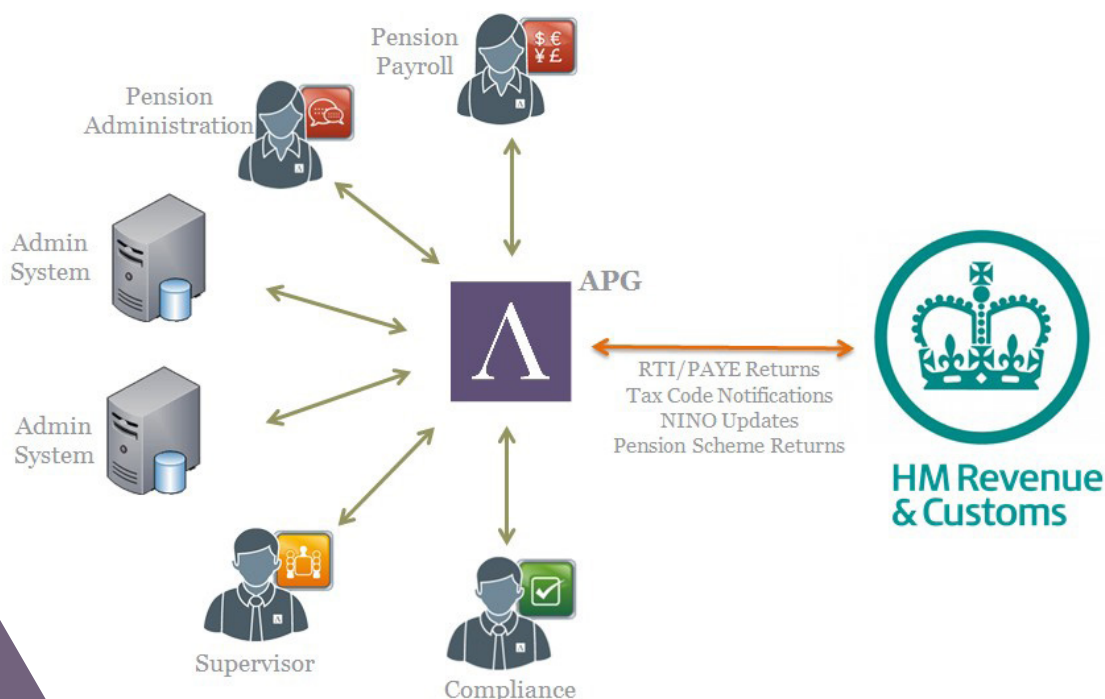 Pension
Payroll
$ €
¥ £
Pension
Administration
Admin
System
APG
Λ
RTI/PAYE Returns
Tax Code Notifications
NINO Updates
Pension Scheme Returns
HM Revenue
& Customs
Admin
System
Supervisor
Compliance